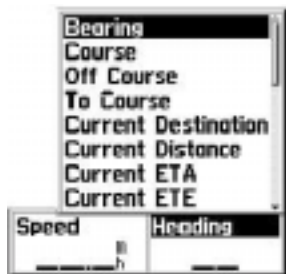 Bearing
Course
Off Course
To Course
Current Destination
Current Distance
Current ETA
Current ETE
Speed
Heading